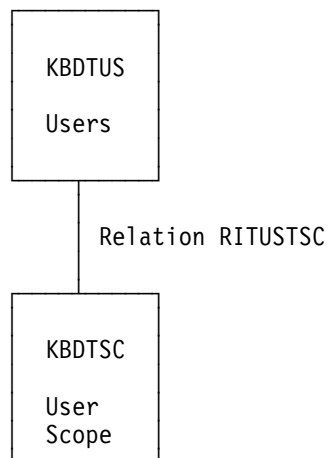 KBDTUS
Users
Relation RITUSTSC
KBDTSC
User
Scope